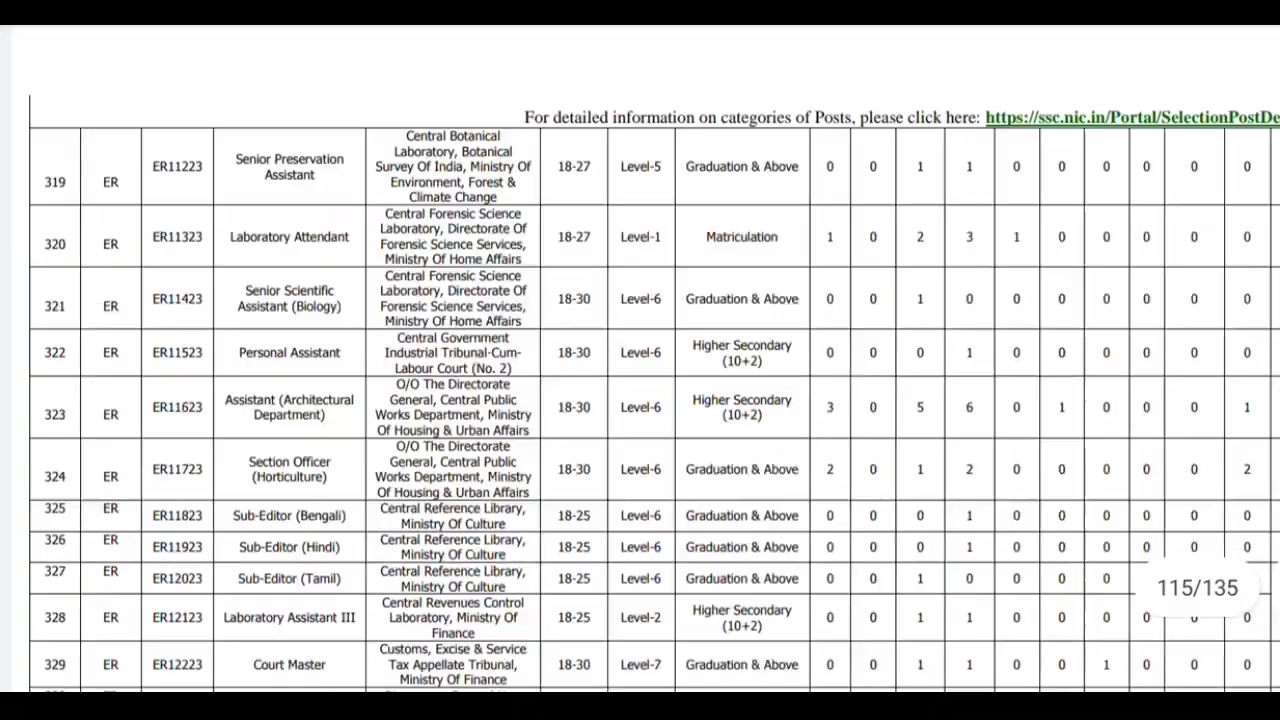 For detailed information on categories of Posts, please click here: https://ssc.nic.in/Portal/SelectionPostDe
319 ER ER11223 Senior Preservation Assistant Central Botanical Laboratory, Botanical Survey Of India, Ministry Of Environment, Forest & Climate Change 18-27 Level-5 Graduation & Above 0 0 1 1 0 0 0 0 0 0
320 ER ER11323 Laboratory Attendant Central Forensic Science Laboratory, Directorate Of Forensic Science Services, Ministry Of Home Affairs 18-27 Level-1 Matriculation 1 0 2 3 1 0 0 0 0 0
321 ER ER11423 Senior Scientific Assistant (Biology) Central Forensic Science Laboratory, Directorate Of Forensic Science Services, Ministry Of Home Affairs 18-30 Level-6 Graduation & Above 0 0 1 0 0 0 0 0 0 0
322 ER ER11523 Personal Assistant Central Government Industrial Tribunal-Cum-Labour Court (No. 2) 18-30 Level-6 Higher Secondary (10+2) 0 0 0 1 0 0 0 0 0 0
323 ER ER11623 Assistant (Architectural Department) O/O The Directorate General, Central Public Works Department, Ministry Of Housing & Urban Affairs 18-30 Level-6 Higher Secondary (10+2) 3 0 5 6 0 1 0 0 0 1
324 ER ER11723 Section Officer (Horticulture) O/O The Directorate General, Central Public Works Department, Ministry Of Housing & Urban Affairs 18-30 Level-6 Graduation & Above 2 0 1 2 0 0 0 0 0 2
325 ER ER11823 Sub-Editor (Bengali) Central Reference Library, Ministry Of Culture 18-25 Level-6 Graduation & Above 0 0 0 1 0 0 0 0 0 0
326 ER ER11923 Sub-Editor (Hindi) Central Reference Library, Ministry Of Culture 18-25 Level-6 Graduation & Above 0 0 0 1 0 0 0 0 0 0
327 ER ER12023 Sub-Editor (Tamil) Central Reference Library, Ministry Of Culture 18-25 Level-6 Graduation & Above 0 0 1 0 0 0 0
115/135
328 ER ER12123 Laboratory Assistant III Central Revenues Control Laboratory, Ministry Of Finance 18-25 Level-2 Higher Secondary (10+2) 0 0 1 1 0 0 0 0 0
329 ER ER12223 Court Master Customs, Excise & Service Tax Appellate Tribunal, Ministry Of Finance 18-30 Level-7 Graduation & Above 0 0 1 1 0 0 1 0 0 0